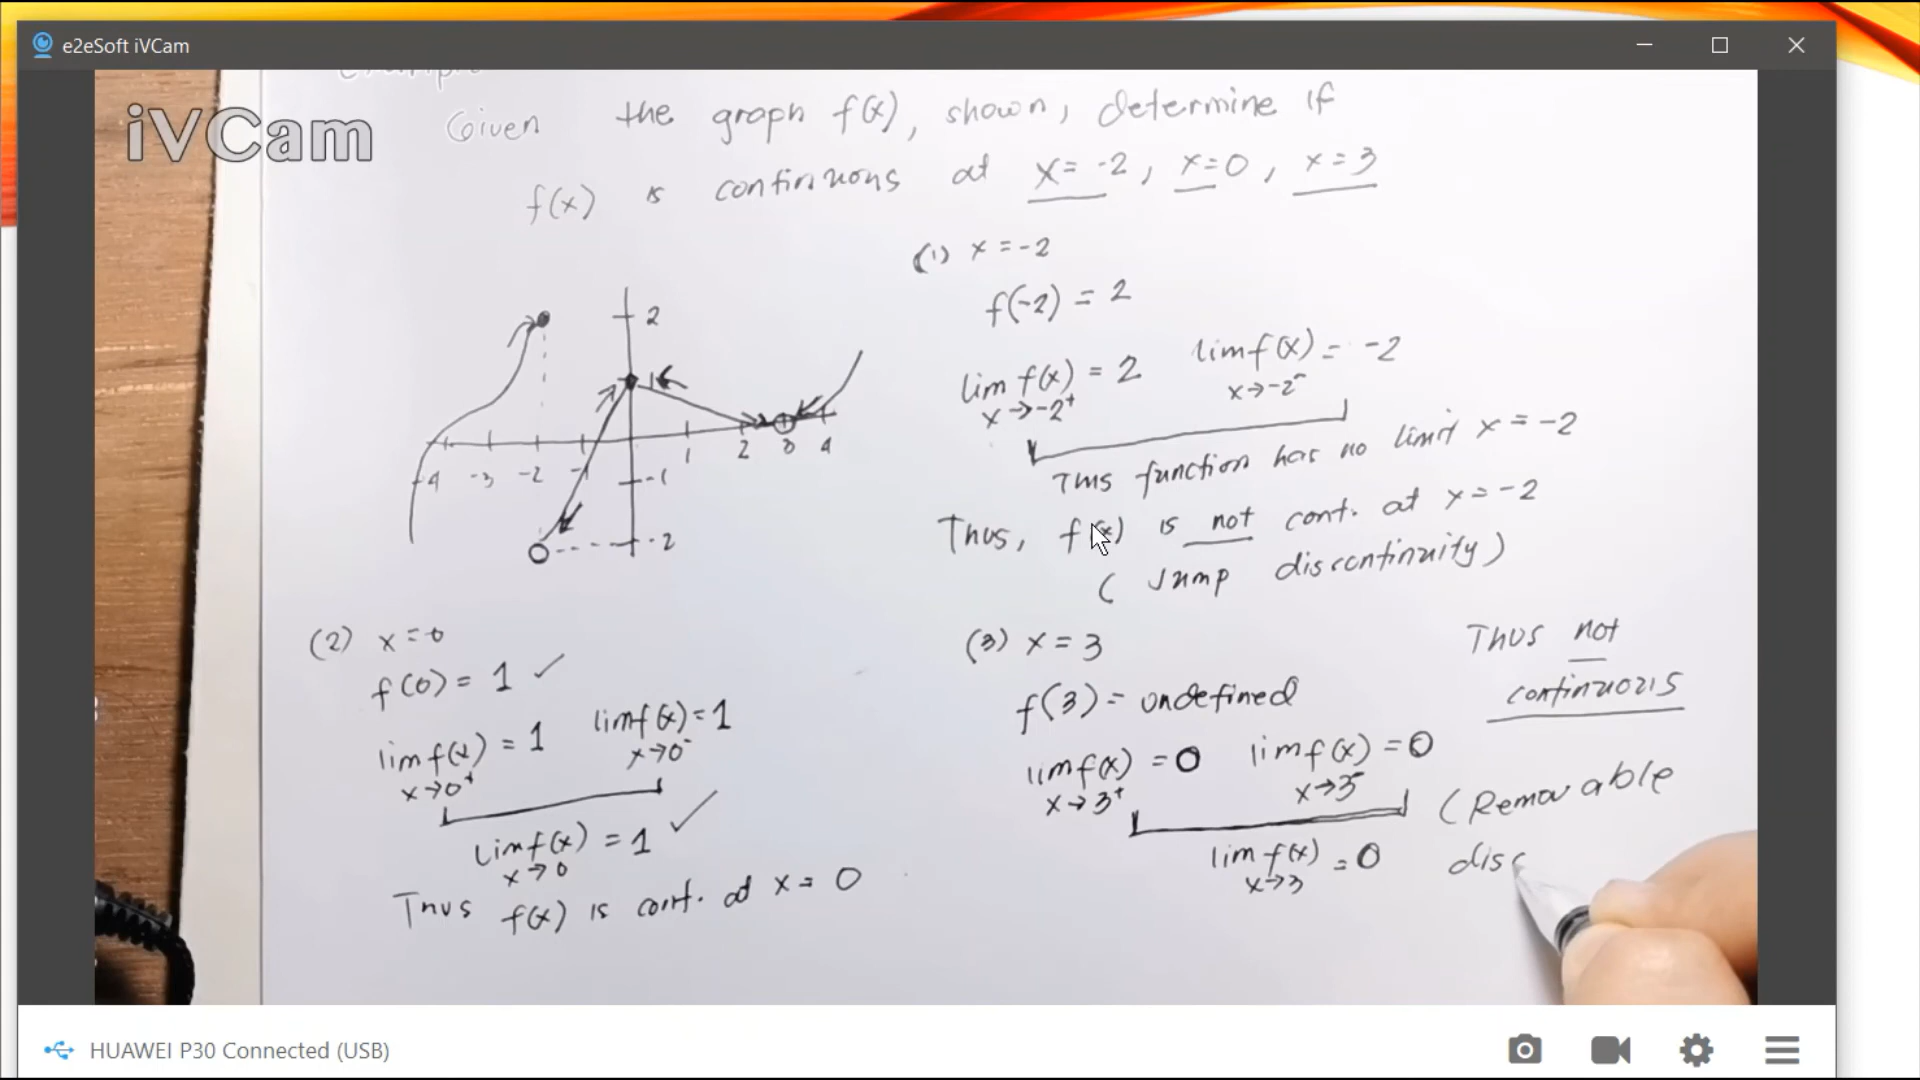 e2eSoft iVCam
iVCam
Given the graph f(x), shown, determine if
f(x) is continuous at x = -2, x = 0, x = 3
2
1
-4 -3 -2 -1 1 2 3 4
-1
-2
(1) x = -2
f(-2) = 2
lim f(x) = 2 lim f(x) = -2
x→-2⁺ x→-2⁻
This function has no limit x = -2
Thus, f(x) is not cont. at x = -2
(Jump discontinuity)
(2) x = 0
f(0) = 1 ✓
lim f(x) = 1 lim f(x) = 1
x→0⁺ x→0⁻
lim f(x) = 1 ✓
x→0
Thus f(x) is cont. at x = 0
(3) x = 3
f(3) = undefined
lim f(x) = 0 lim f(x) = 0
x→3⁺ x→3⁻
lim f(x) = 0
x→3
Thus not
continuous
(Removable
disc
HUAWEI P30 Connected (USB)